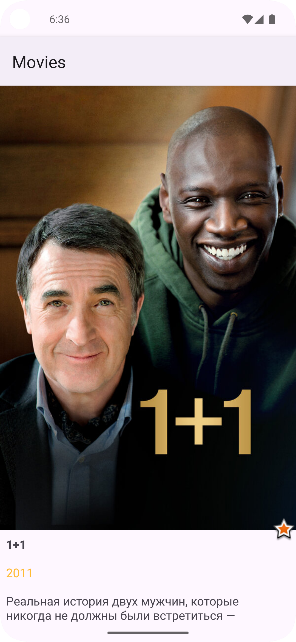 6:36
Movies
1+1
1+1
2011
Реальная история двух мужчин, которые
никогда не должны были встретиться —